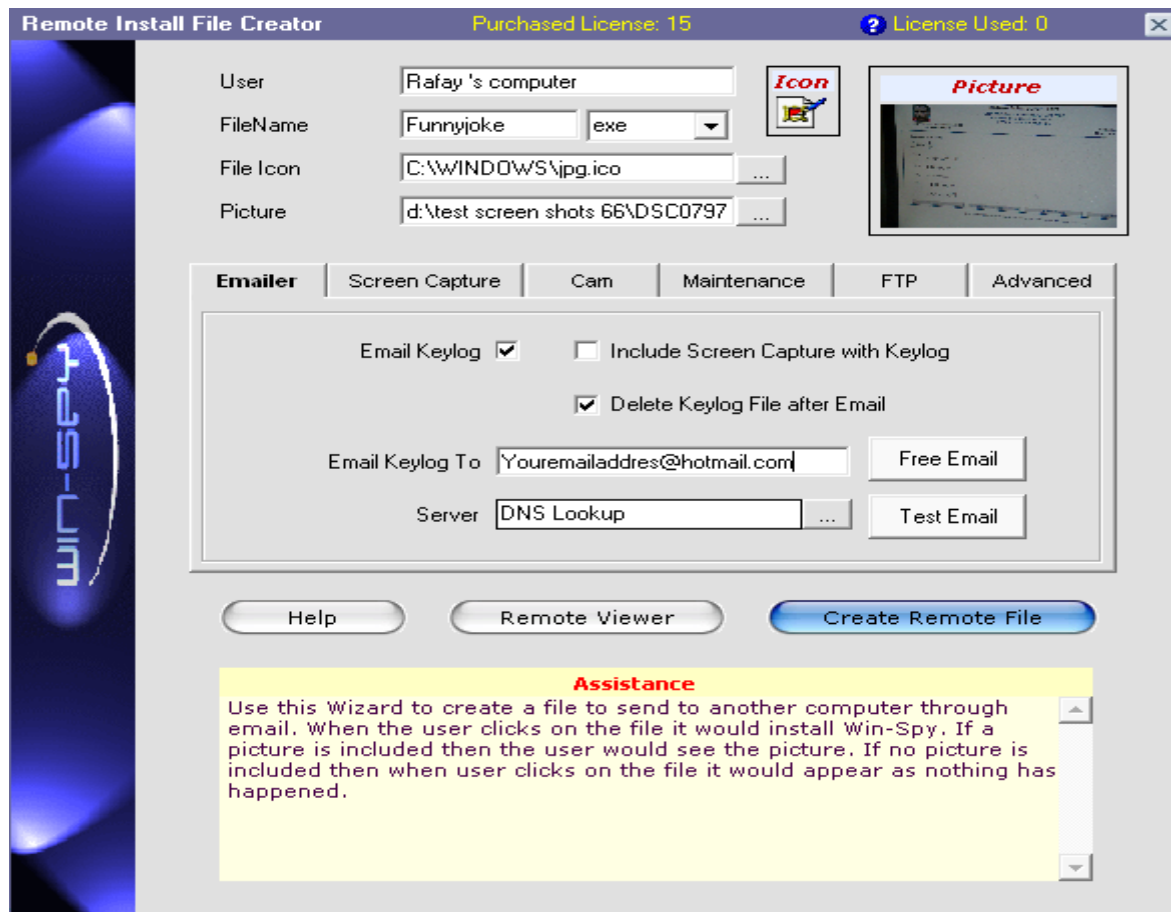 Remote Install File Creator Purchased License: 15 ? License Used: 0
User Rafay 's computer
FileName Funnyjoke exe
File Icon C:\WINDOWS\jpg.ico ...
Picture d:\test screen shots 66\DSC0797 ...
Icon
Picture
Emailer Screen Capture Cam Maintenance FTP Advanced
Email Keylog Include Screen Capture with Keylog
Delete Keylog File after Email
Email Keylog To Youremailaddres@hotmail.com Free Email
Server DNS Lookup ... Test Email
win-spy
Help Remote Viewer Create Remote File
Assistance
Use this Wizard to create a file to send to another computer through
email. When the user clicks on the file it would install Win-Spy. If a
picture is included then the user would see the picture. If no picture is
included then when user clicks on the file it would appear as nothing has
happened.